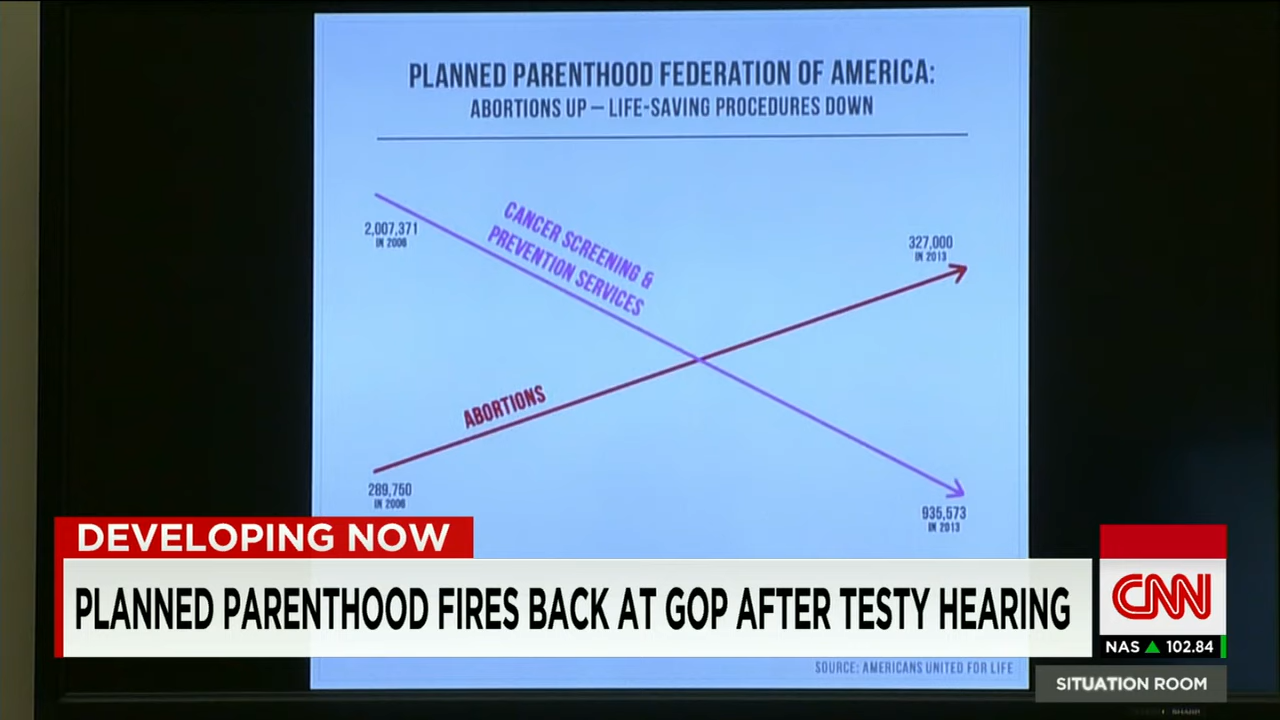 PLANNED PARENTHOOD FEDERATION OF AMERICA:
ABORTIONS UP – LIFE-SAVING PROCEDURES DOWN
2,007,371
IN 2006
CANCER SCREENING &
PREVENTION SERVICES
327,000
IN 2013
ABORTIONS
289,750
IN 2006
935,573
IN 2013
DEVELOPING NOW
PLANNED PARENTHOOD FIRES BACK AT GOP AFTER TESTY HEARING
CNN
NAS ▲ 102.84
SOURCE: AMERICANS UNITED FOR LIFE
SITUATION ROOM
SHARP